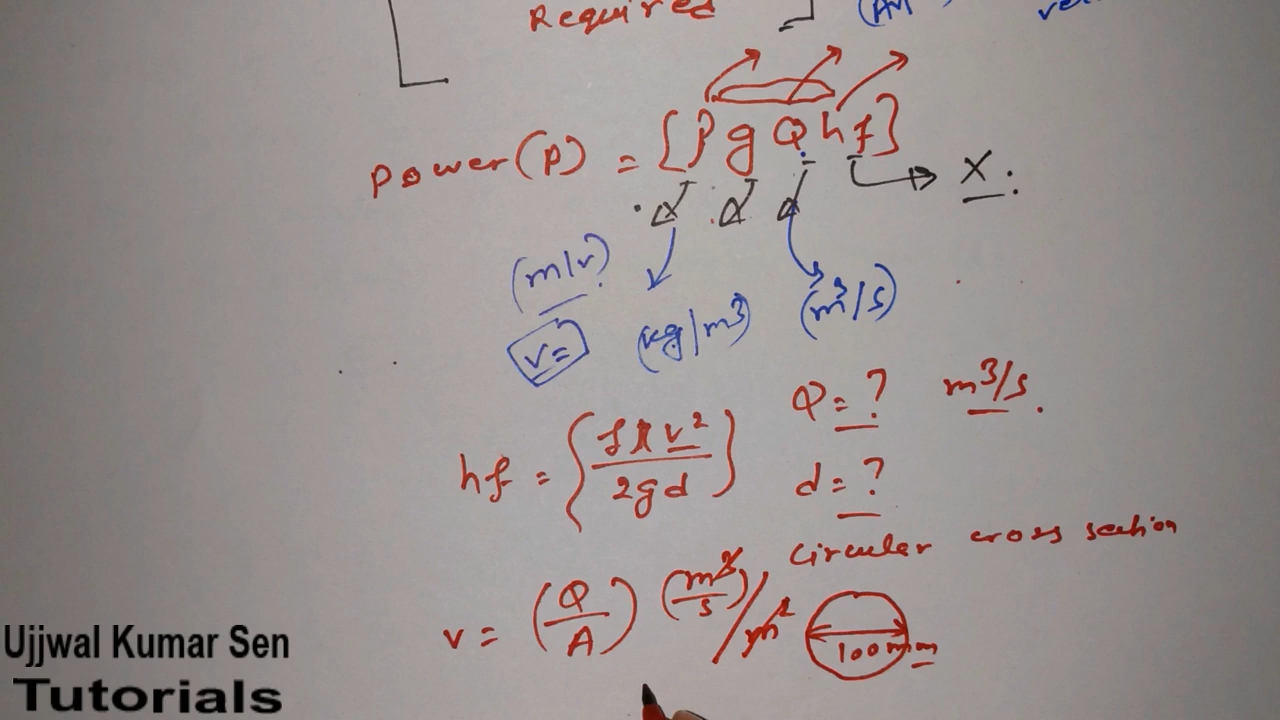 Required (AM
Power(P) = [ρ g Q hf]
X.
(m/v)
(kg/m³) (m³/s)
v=
Q = ? m³/s.
hf = {f l v² / 2gd}
d = ?
Circular cross section
v = (Q/A) (m³/s)/m²
100mm
Ujjwal Kumar Sen
Tutorials